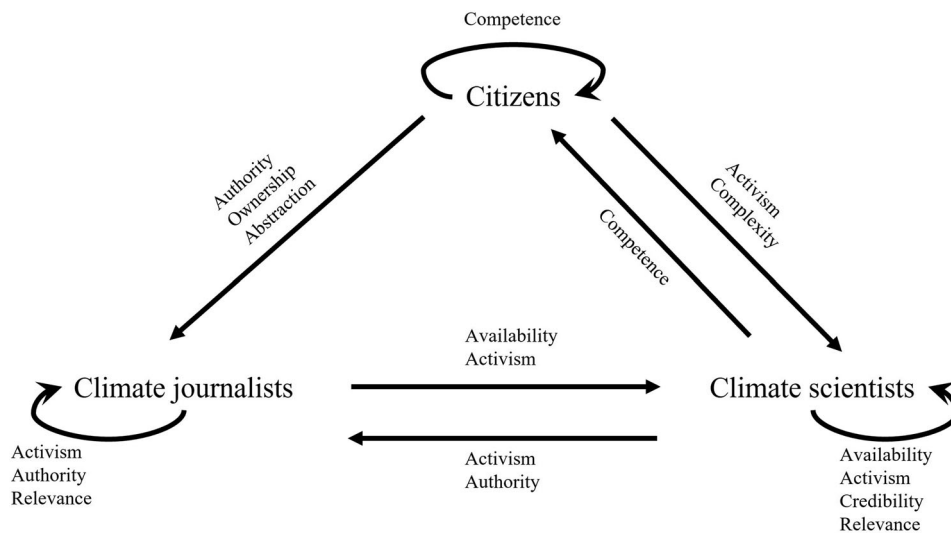 Competence
Citizens
Authority
Ownership
Abstraction
Activism
Complexity
Competence
Availability
Activism
Climate journalists
Climate scientists
Activism
Authority
Relevance
Activism
Authority
Availability
Activism
Credibility
Relevance